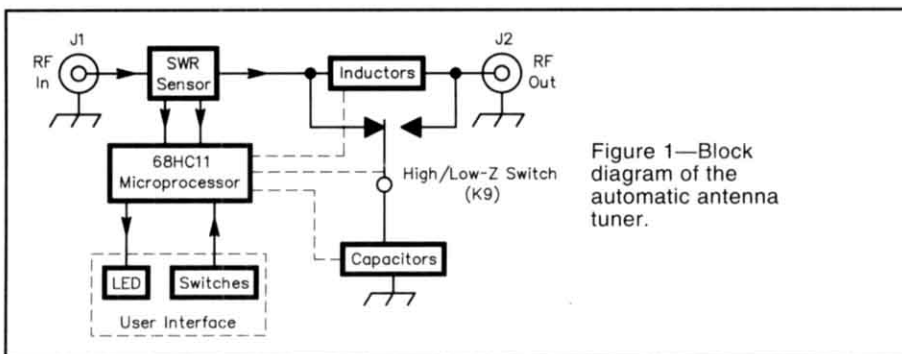 J1
RF
In
SWR
Sensor
Inductors
J2
RF
Out
68HC11
Microprocessor
High/Low-Z Switch
(K9)
Capacitors
LED
Switches
User Interface
Figure 1—Block
diagram of the
automatic antenna
tuner.